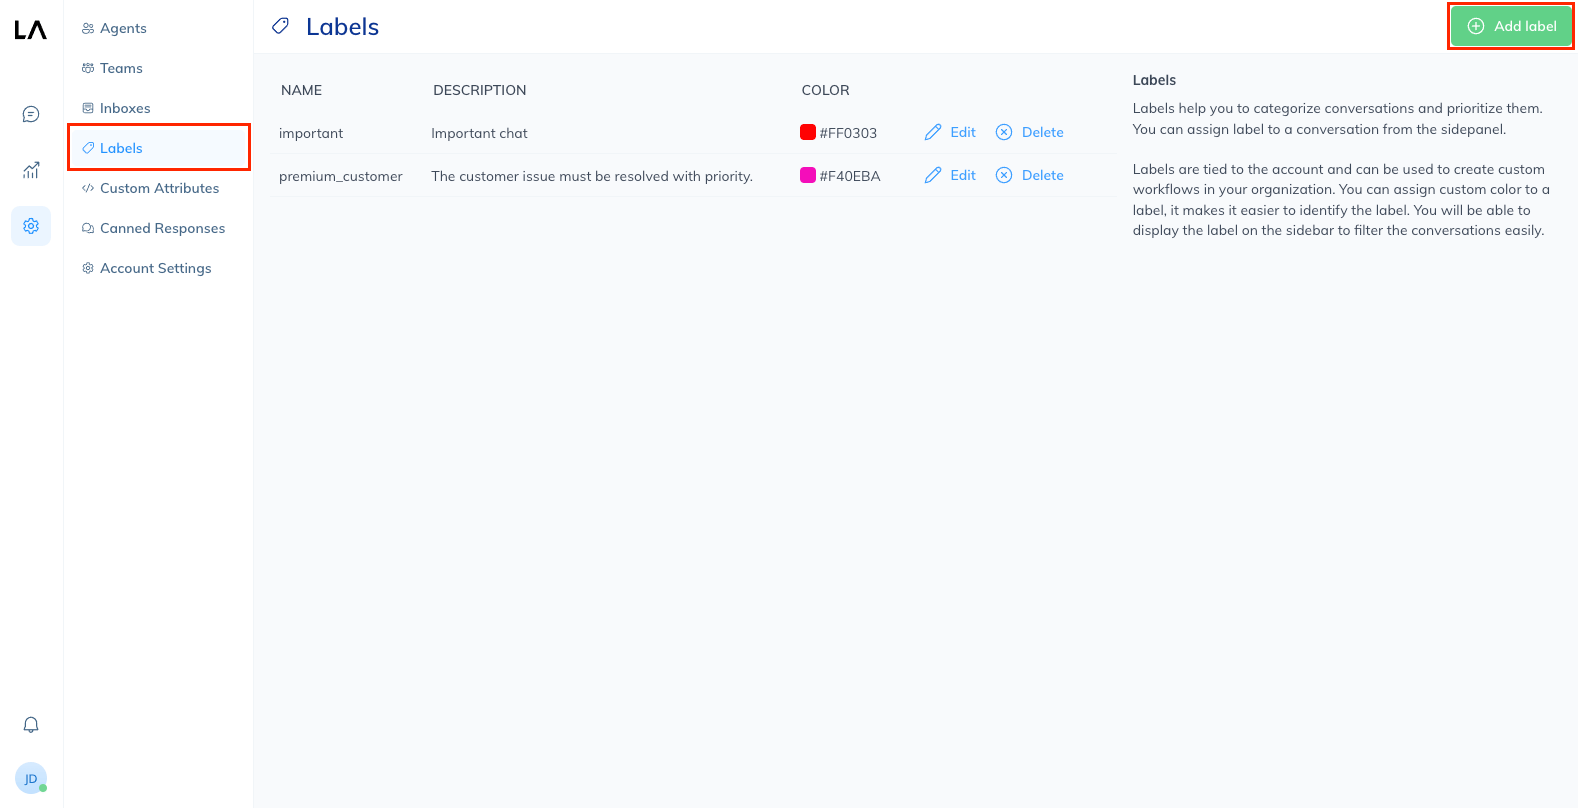 LA
Agents
Teams
Inboxes
Labels
Custom Attributes
Canned Responses
Account Settings
JD
Labels
Add label
NAME DESCRIPTION COLOR
important Important chat #FF0303 Edit Delete
premium_customer The customer issue must be resolved with priority. #F40EBA Edit Delete
Labels
Labels help you to categorize conversations and prioritize them.
You can assign label to a conversation from the sidepanel.
Labels are tied to the account and can be used to create custom
workflows in your organization. You can assign custom color to a
label, it makes it easier to identify the label. You will be able to
display the label on the sidebar to filter the conversations easily.